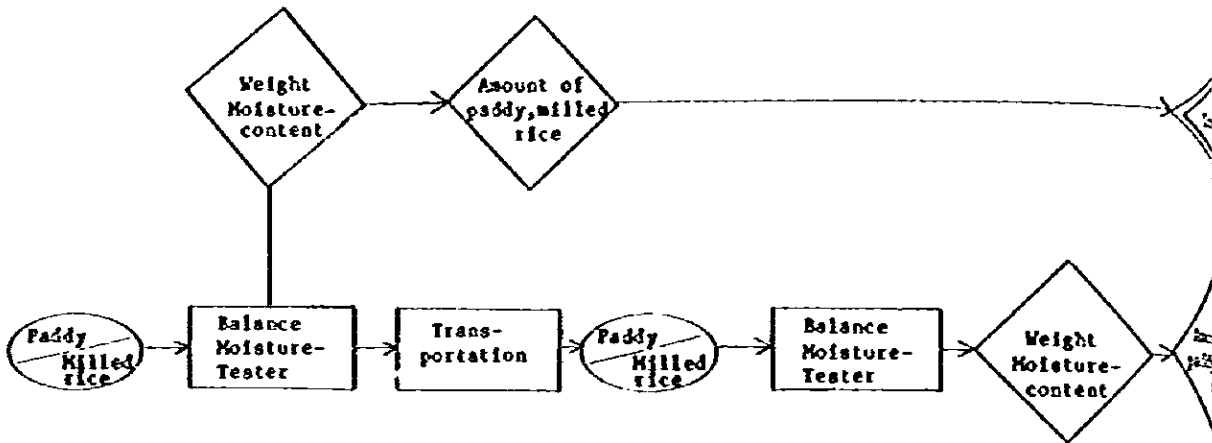 Weight
Moisture-
content
Amount of
paddy,milled
rice
Paddy
Milled
rice
Balance
Moisture-
Tester
Trans-
portation
Paddy
Milled
rice
Balance
Moisture-
Tester
Weight
Moisture-
content